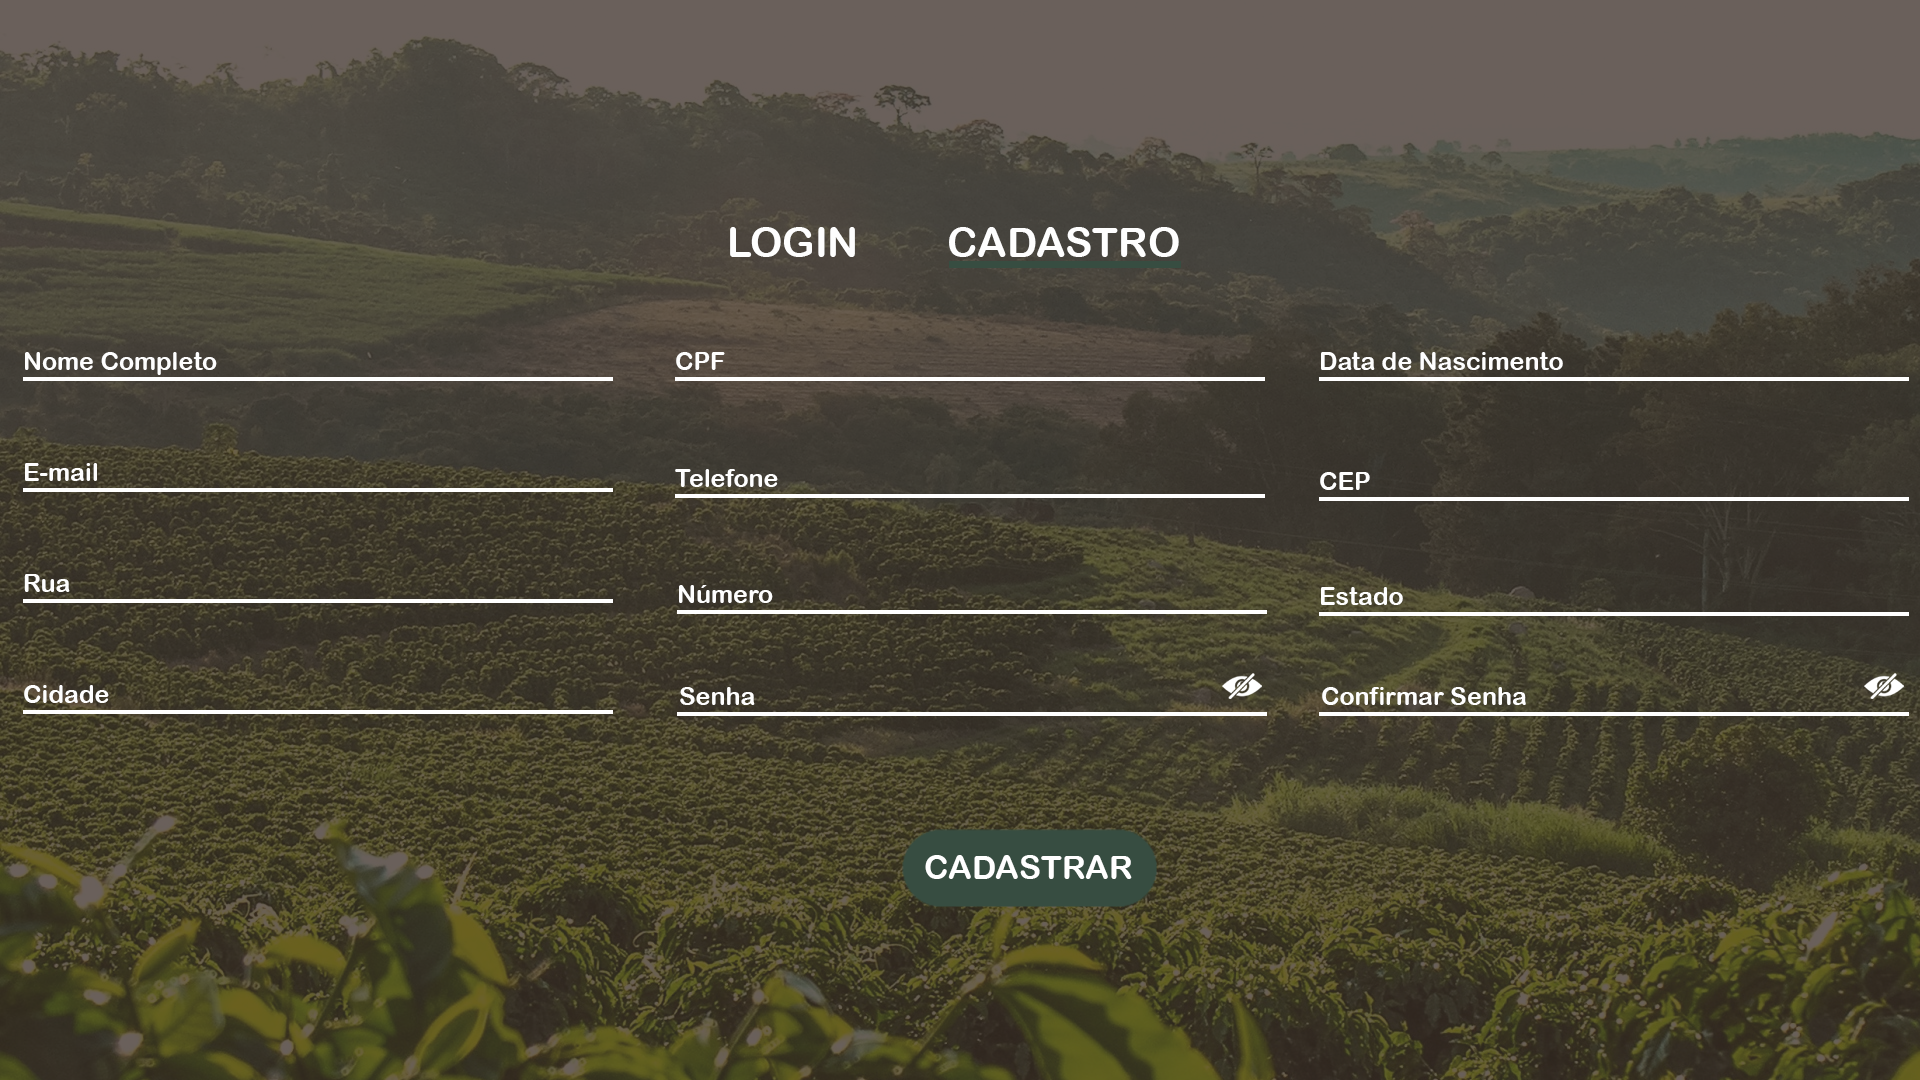 LOGIN CADASTRO
Nome Completo CPF Data de Nascimento
E-mail Telefone CEP
Rua Número Estado
Cidade Senha Confirmar Senha
CADASTRAR